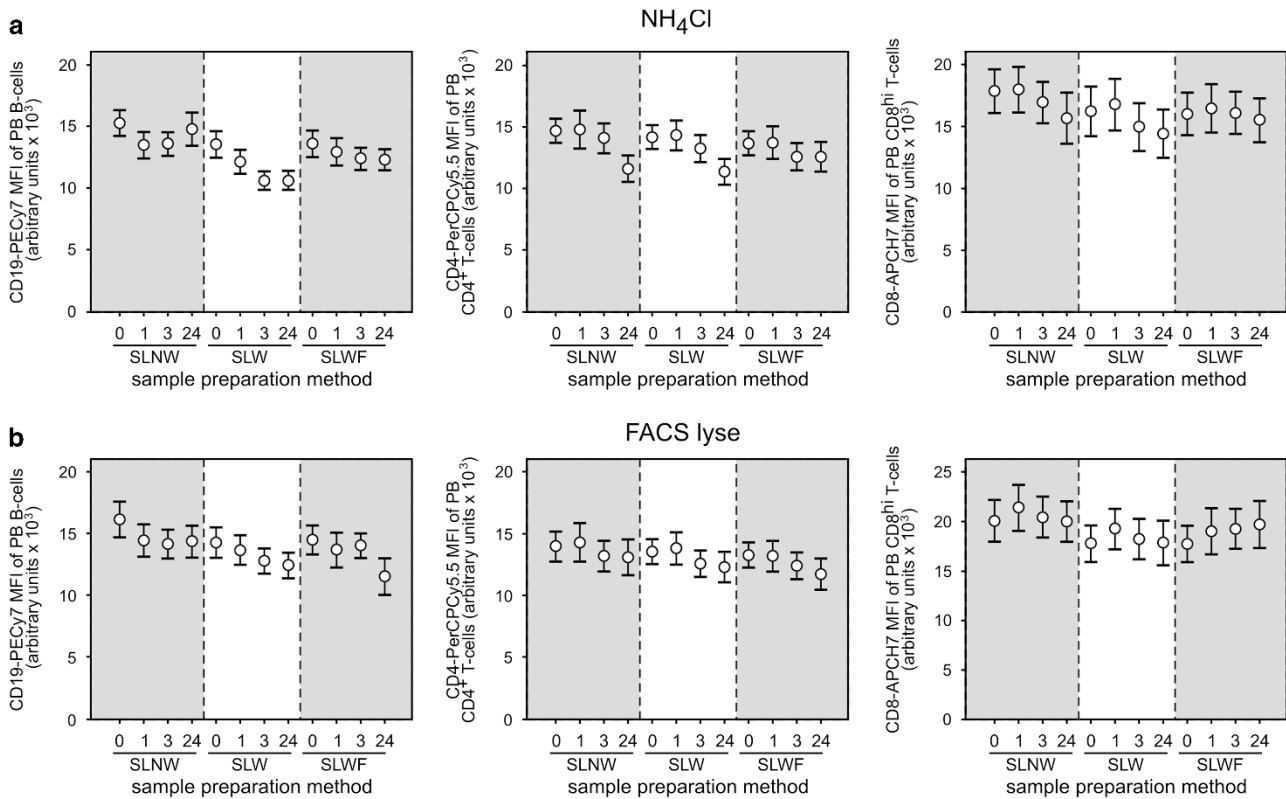 a
NH₄Cl
CD19-PECy7 MFI of PB B-cells
(arbitrary units x 10³)
20
15
10
5
0
0 1 3 24 0 1 3 24 0 1 3 24
SLNW SLW SLWF
sample preparation method
CD4-PerCPCy5.5 MFI of PB
CD4⁺ T-cells (arbitrary units x 10³)
20
15
10
5
0
0 1 3 24 0 1 3 24 0 1 3 24
SLNW SLW SLWF
sample preparation method
CD8-APCH7 MFI of PB CD8ʰⁱ T-cells
(arbitrary units x 10³)
20
15
10
5
0
0 1 3 24 0 1 3 24 0 1 3 24
SLNW SLW SLWF
sample preparation method
b
FACS lyse
CD19-PECy7 MFI of PB B-cells
(arbitrary units x 10³)
20
15
10
5
0
0 1 3 24 0 1 3 24 0 1 3 24
SLNW SLW SLWF
sample preparation method
CD4-PerCPCy5.5 MFI of PB
CD4⁺ T-cells (arbitrary units x 10³)
20
15
10
5
0
0 1 3 24 0 1 3 24 0 1 3 24
SLNW SLW SLWF
sample preparation method
CD8-APCH7 MFI of PB CD8ʰⁱ T-cells
(arbitrary units x 10³)
25
20
15
10
5
0
0 1 3 24 0 1 3 24 0 1 3 24
SLNW SLW SLWF
sample preparation method